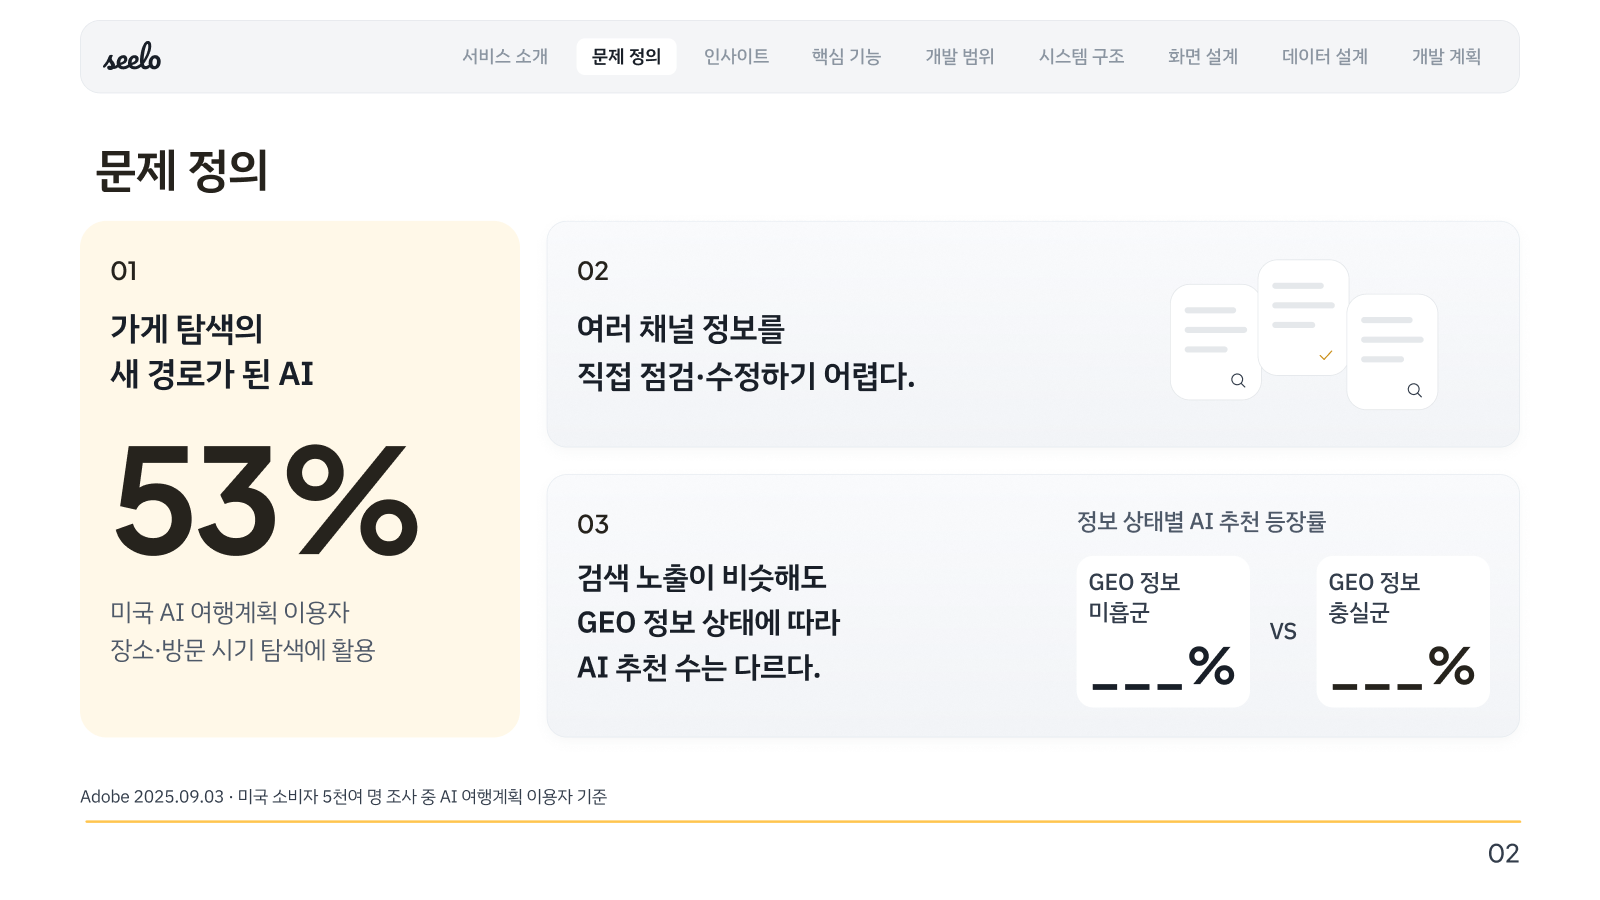 seelo
서비스 소개
문제 정의
인사이트
핵심 기능
개발 범위
시스템 구조
화면 설계
데이터 설계
개발 계획
문제 정의
01
가게 탐색의
새 경로가 된 AI
53%
미국 AI 여행계획 이용자
장소·방문 시기 탐색에 활용
02
여러 채널 정보를
직접 점검·수정하기 어렵다.
03
검색 노출이 비슷해도
GEO 정보 상태에 따라
AI 추천 수는 다르다.
정보 상태별 AI 추천 등장률
GEO 정보
미흡군
___%
VS
GEO 정보
충실군
___%
Adobe 2025.09.03 · 미국 소비자 5천여 명 조사 중 AI 여행계획 이용자 기준
02